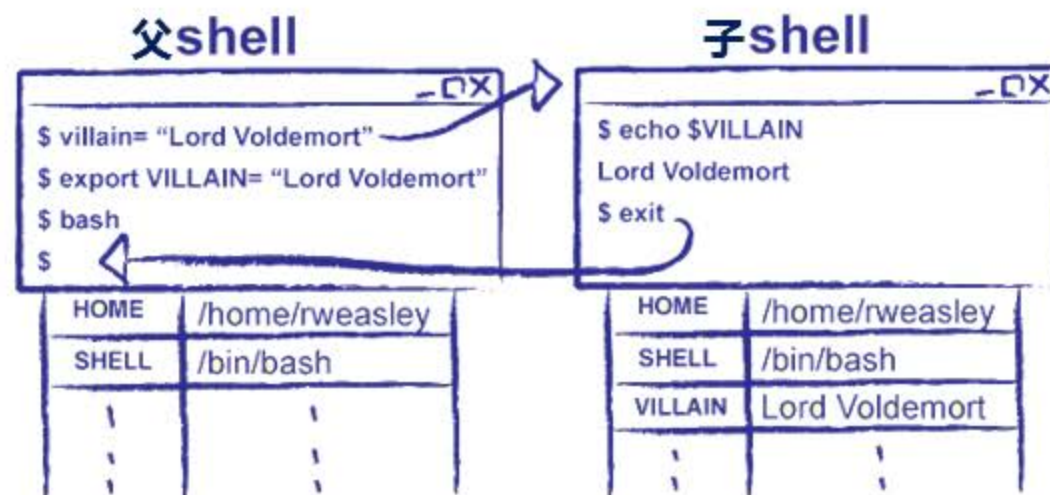 父shell
$ villain= “Lord Voldemort”
$ export VILLAIN= “Lord Voldemort”
$ bash
$
HOME /home/rweasley
SHELL /bin/bash
子shell
$ echo $VILLAIN
Lord Voldemort
$ exit
HOME /home/rweasley
SHELL /bin/bash
VILLAIN Lord Voldemort